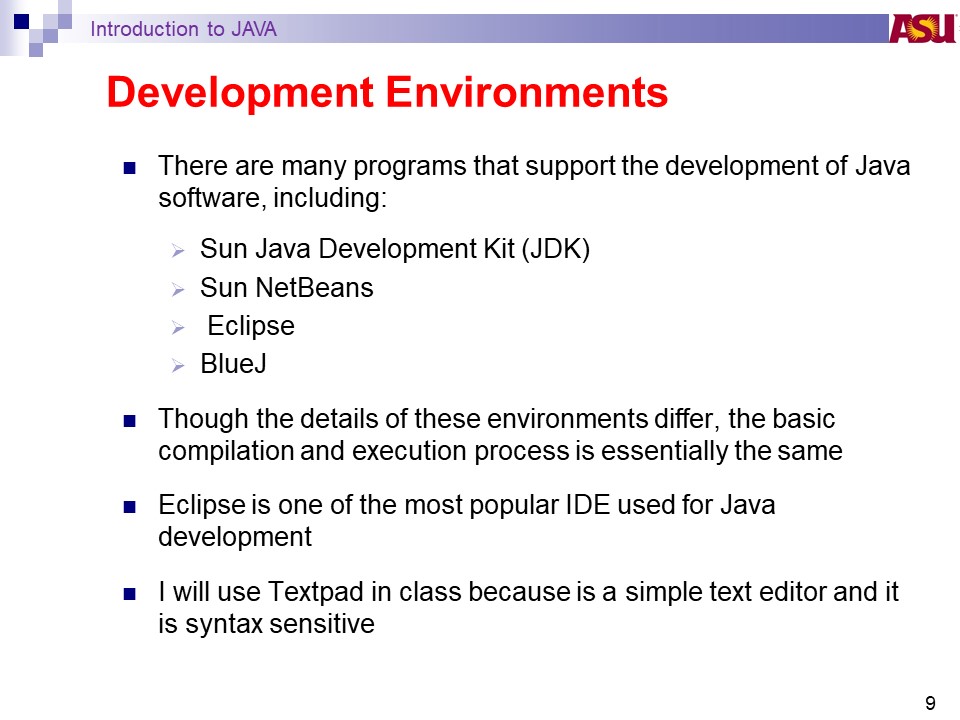 Introduction to JAVA
ASU
Development Environments
There are many programs that support the development of Java
software, including:
Sun Java Development Kit (JDK)
Sun NetBeans
Eclipse
BlueJ
Though the details of these environments differ, the basic
compilation and execution process is essentially the same
Eclipse is one of the most popular IDE used for Java
development
I will use Textpad in class because is a simple text editor and it
is syntax sensitive
9